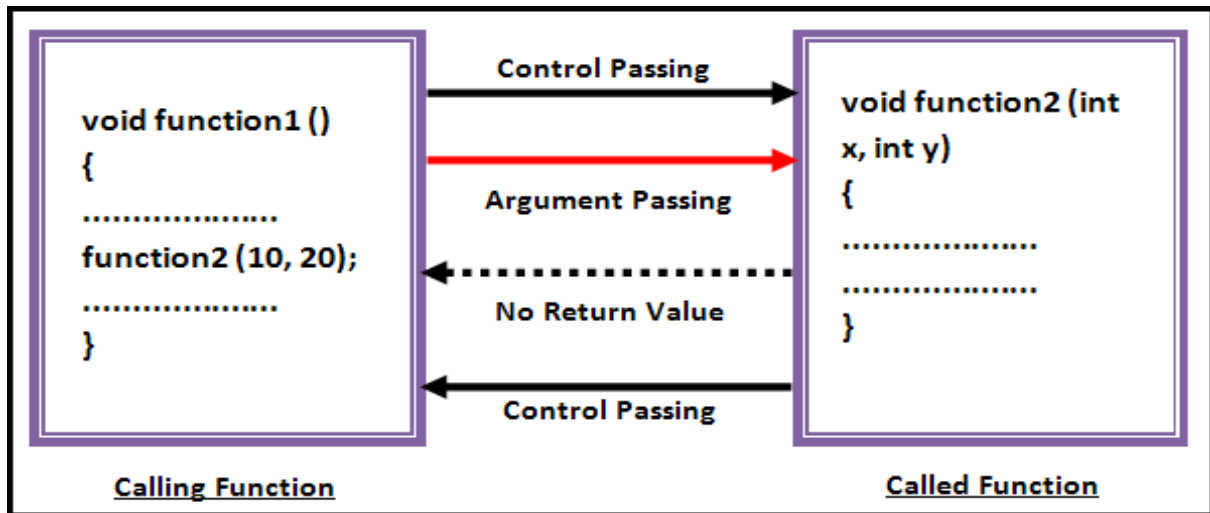 void function1 ()
{
....................
function2 (10, 20);
....................
}
Calling Function
Control Passing
Argument Passing
No Return Value
Control Passing
void function2 (int
x, int y)
{
....................
....................
}
Called Function